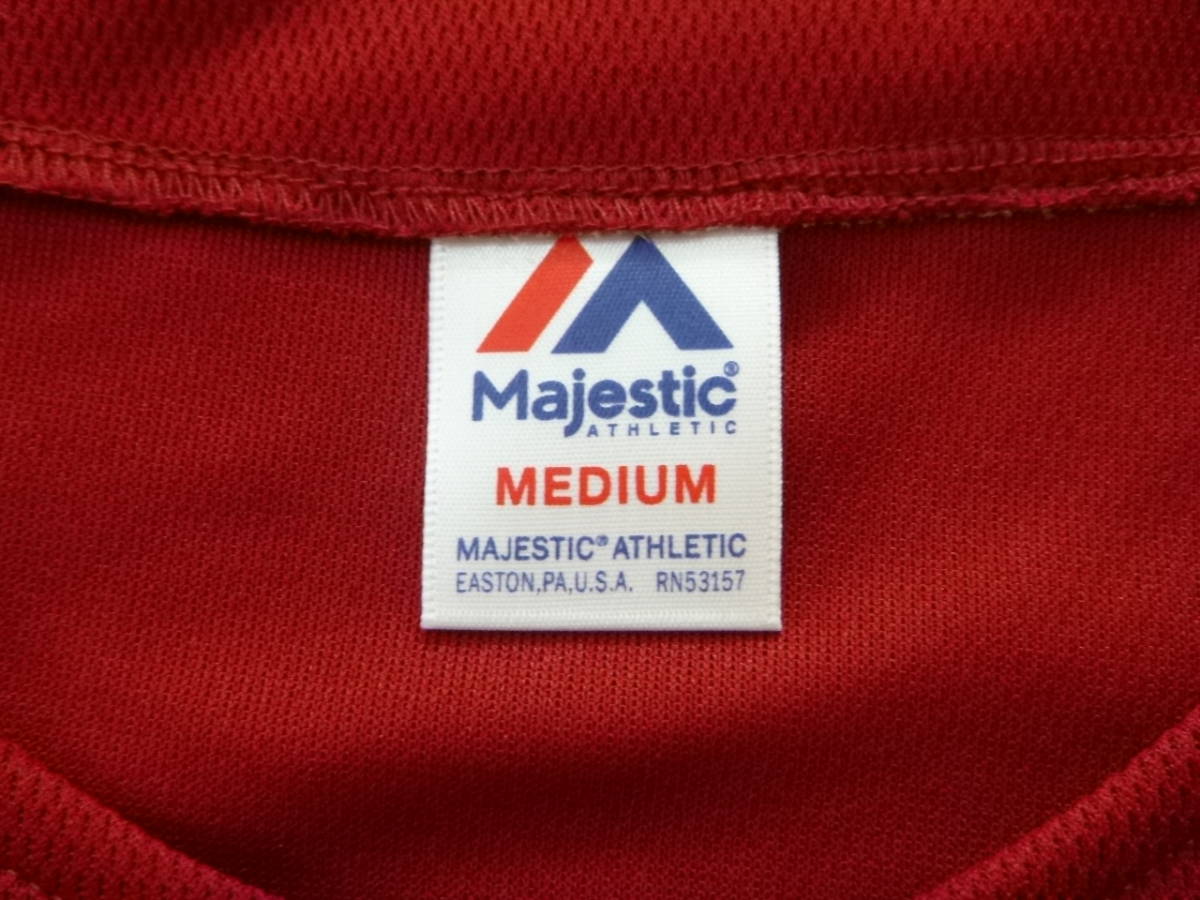 Majestic®
ATHLETIC
MEDIUM
MAJESTIC® ATHLETIC
EASTON,PA,U.S.A. RN53157